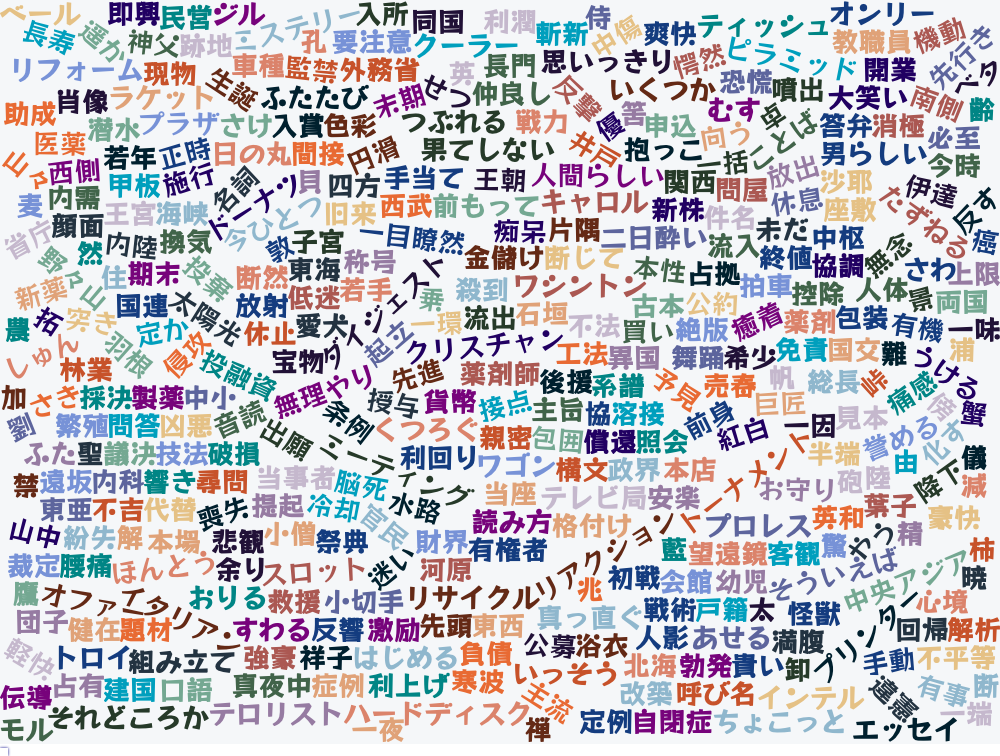 ベール 即興 民営 ジル ミステリー 入所 同国 利潤 斬新 侍 中傷 爽快 ティッシュ オンリー
長寿 遥か 神父 跡地 孔 要注意 クーラー ピラミッド 教職員 機動 先行き
リフォーム 現物 車種 監禁 外務省 英 長門 思いっきり 愕然 恐慌 噴出 開業 ベタ
助成 肖像 ラケット 生誕 ふたたび 末期 せつ 仲良し 反撃 いくつか むす 卓 大笑い 南側 齢
医薬 潜水 プラザ さけ 入賞 色彩 つぶれる 戦力 優 筈 申込 向う ことば 答弁 消極 必至
山々 西側 若年 正時 日の丸 間接 円滑 果てしない 井戸 抱っこ 一括 放出 男らしい 今時
麦 内需 甲板 施行 名詞 ドーナツ 貝 四方 手当て 王朝 人間らしい 関西 問屋 休息 沙耶 伊達 反す
省庁 顔面 王宮 海峡 今ひとつ 旧来 西武 前もって キャロル 新株 件名 座敷 たずねる 癌
野々山 然 内陸 換気 敦 子宮 一目瞭然 痴呆 片隅 二日酔い 流入 未だ 中枢 無念
新薬 住 期末 投棄 断然 東海 称号 金儲け 断じて 本性 占拠 終値 協調 さわ 上限
拓 突き 国連 太陽光 放射 低迷 若手 ダイジェスト 乗 殺到 ワシントン 古本 公約 拍車 控除 人体 景 両国
農 定か 羽根 休止 愛犬 起立 一環 流出 石垣 不法 買い 絶版 癒着 薬剤 包装 有機 一味
しゅん 林業 侵攻 投融資 宝物 クリスチャン 工法 異国 舞踊 希少 免責 国文 難 浦 うける
加 さき 採決 製薬 中小 無理やり 先進 薬剤師 後援 系譜 予見 売春 帆 総長 峠 痛感 蟹
劉 繁殖 問答 凶悪 音読 出願 条例 授与 貨幣 接点 主旨 協 溶接 前身 巨匠 紅白 一因 見本 降 誉める 化す
ふた 聖 議決 技法 破損 ミーティング くつろぐ 親密 包囲 償還 照会 トーナメント 半端 由 儀
禁 遠坂 内科 響き 尋問 当事者 脳死 利回り ワゴン 構文 政界 本店 お守り 砲陸 降下 減
東亜 不吉 代替 喪失 提起 冷却 官民 水路 当座 テレビ局 安楽 葉子 豪快
山中 紛失 解 本場 悲観 小僧 祭典 財界 読み方 格付け リアクション プロレス 英和 驚 やう 精
裁定 腰痛 ほんとう 余り スロット 迷い 河原 有権者 藍 望遠鏡 客観 そういえば 柿
鷹 オファー イタリアン おりる 救援 小切手 リサイクル 兆 初戦 会館 幼児 中央アジア 暁
団子 健在 題材 すわる 反響 激励 先頭 東西 真っ直ぐ 戦術 戸籍 太 怪獣 プリンター 心境
軽快 トロイ 組み立て 強豪 祥子 はじめる 負債 公募 浴衣 人影 あせる 満腹 回帰 解析
伝導 占有 建国 口語 真夜中 症例 利上げ 寒波 いっそう 北海 勃発 貴い 卸 手動 不平等
モル それどころか テロリスト ハードディスク 主流 改築 呼び名 インテル 違憲 有事 断
一夜 禅 定例 自閉症 ちょこっと エッセイ 一端